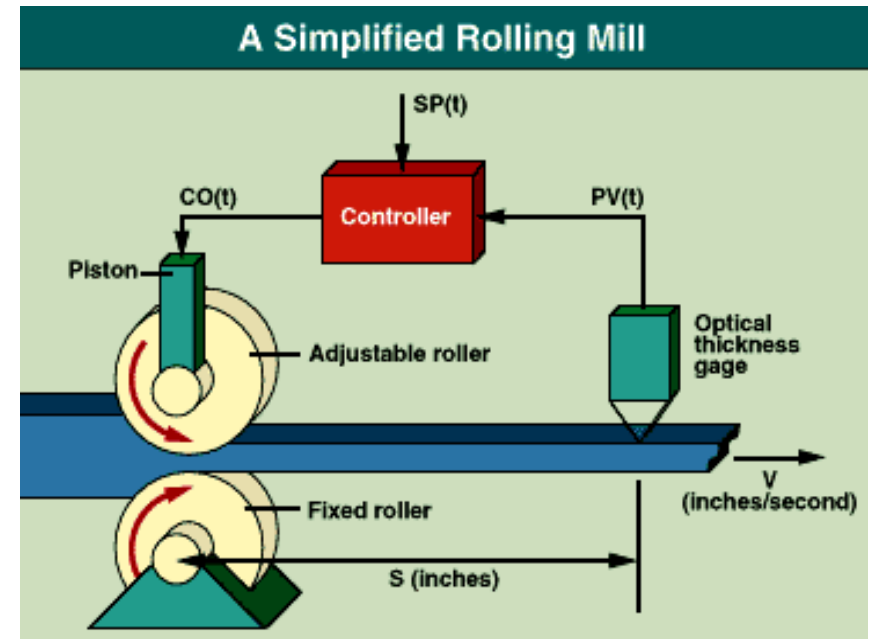 A Simplified Rolling Mill
SP(t)
CO(t)
Controller
PV(t)
Piston
Optical
thickness
gage
Adjustable roller
V
(inches/second)
Fixed roller
S (inches)